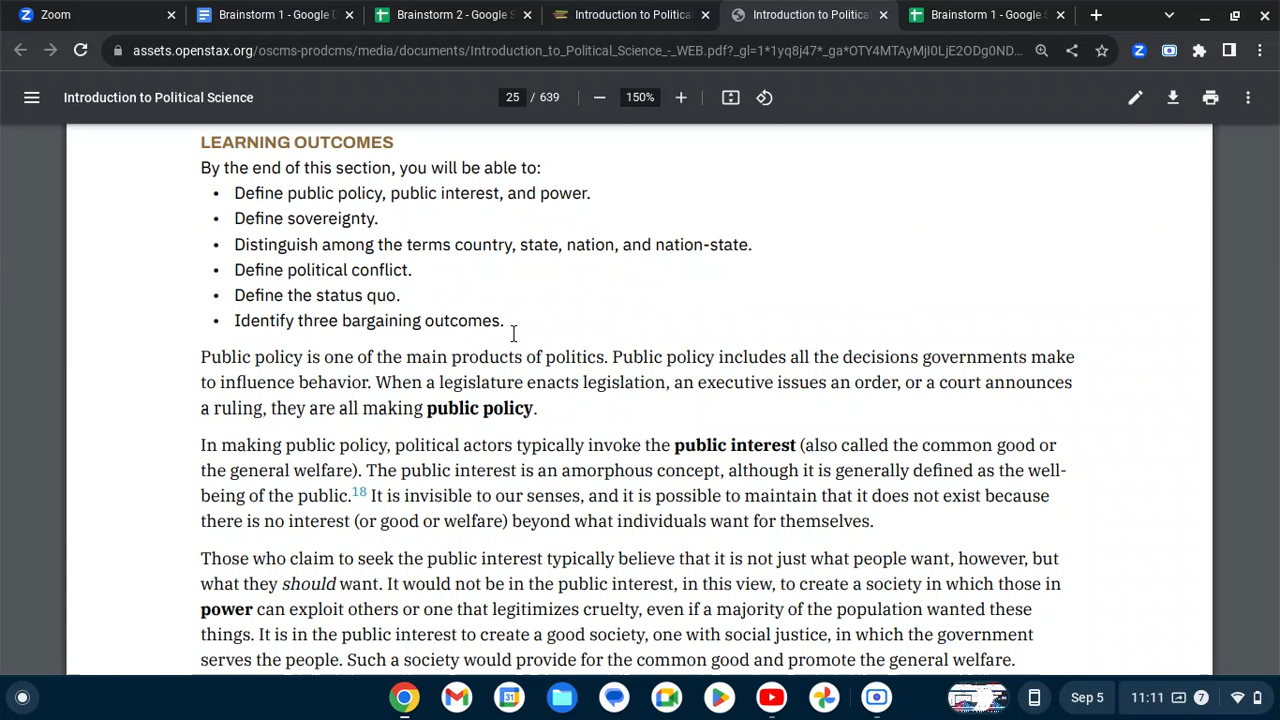 Zoom
Brainstorm 1 - Google D
Brainstorm 2 - Google S
Introduction to Political
Introduction to Political
Brainstorm 1 - Google S
assets.openstax.org/oscms-prodcms/media/documents/Introduction_to_Political_Science_-_WEB.pdf?_gl=1*1yq8j47*_ga*OTY4MTAyMjI0LjE2ODg0ND...
Introduction to Political Science
25 / 639
150%
LEARNING OUTCOMES
By the end of this section, you will be able to:
• Define public policy, public interest, and power.
• Define sovereignty.
• Distinguish among the terms country, state, nation, and nation-state.
• Define political conflict.
• Define the status quo.
• Identify three bargaining outcomes.
Public policy is one of the main products of politics. Public policy includes all the decisions governments make
to influence behavior. When a legislature enacts legislation, an executive issues an order, or a court announces
a ruling, they are all making public policy.
In making public policy, political actors typically invoke the public interest (also called the common good or
the general welfare). The public interest is an amorphous concept, although it is generally defined as the well-
being of the public.18 It is invisible to our senses, and it is possible to maintain that it does not exist because
there is no interest (or good or welfare) beyond what individuals want for themselves.
Those who claim to seek the public interest typically believe that it is not just what people want, however, but
what they should want. It would not be in the public interest, in this view, to create a society in which those in
power can exploit others or one that legitimizes cruelty, even if a majority of the population wanted these
things. It is in the public interest to create a good society, one with social justice, in which the government
serves the people. Such a society would provide for the common good and promote the general welfare.
31
Sep 5
11:11
7